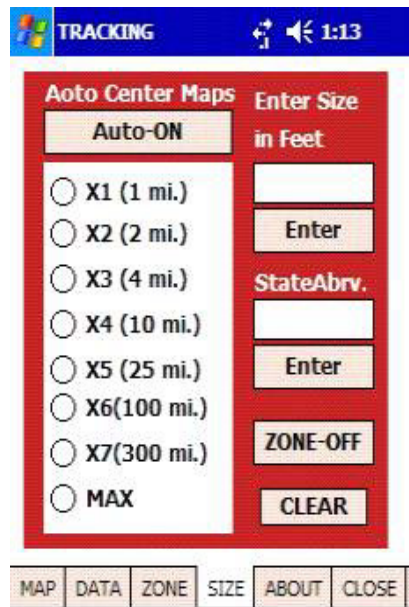 TRACKING 1:13
Aoto Center Maps
Auto-ON
X1 (1 mi.)
X2 (2 mi.)
X3 (4 mi.)
X4 (10 mi.)
X5 (25 mi.)
X6(100 mi.)
X7(300 mi.)
MAX
Enter Size
in Feet
Enter
StateAbrv.
Enter
ZONE-OFF
CLEAR
MAP DATA ZONE SIZE ABOUT CLOSE